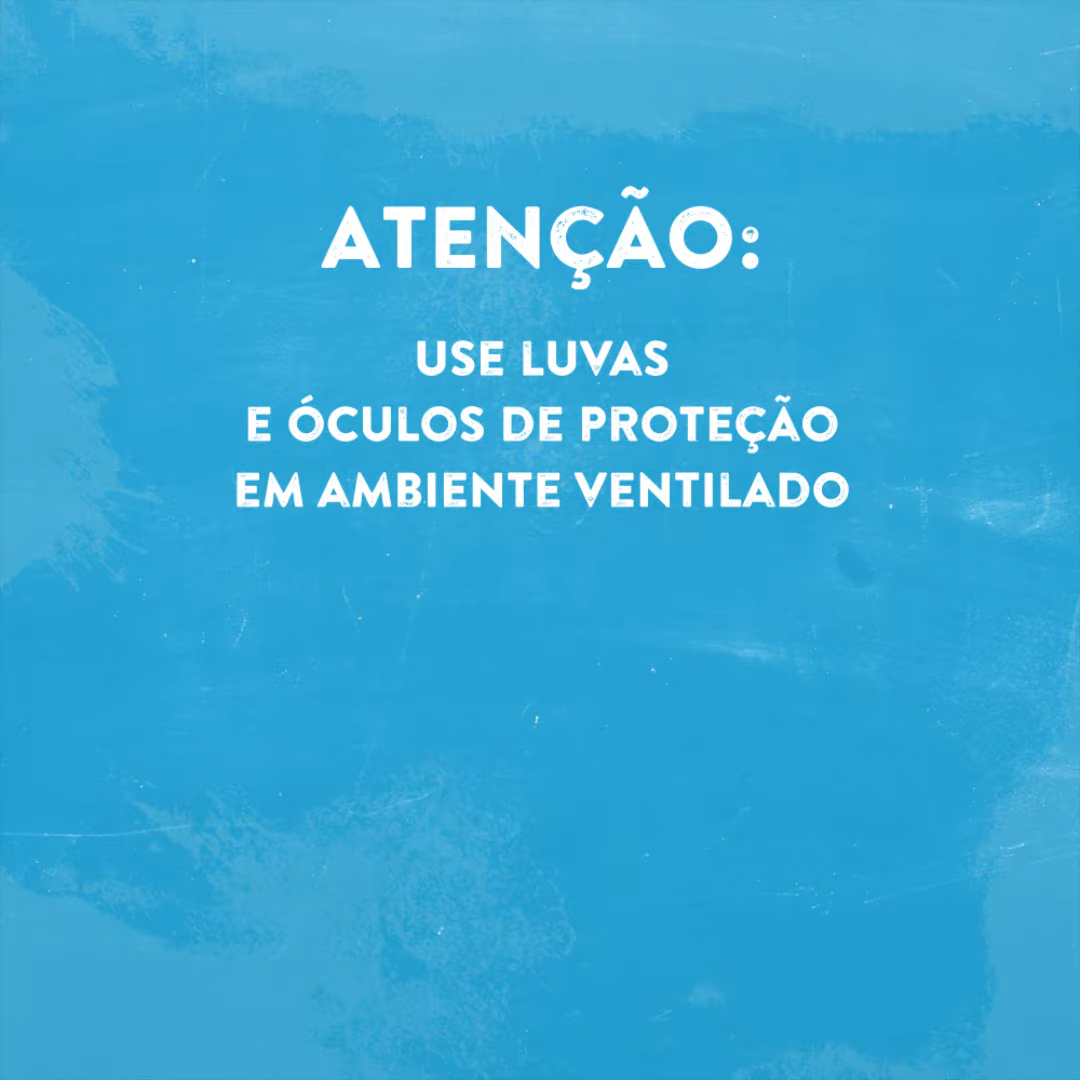 ATENÇÃO:
USE LUVAS
E ÓCULOS DE PROTEÇÃO
EM AMBIENTE VENTILADO